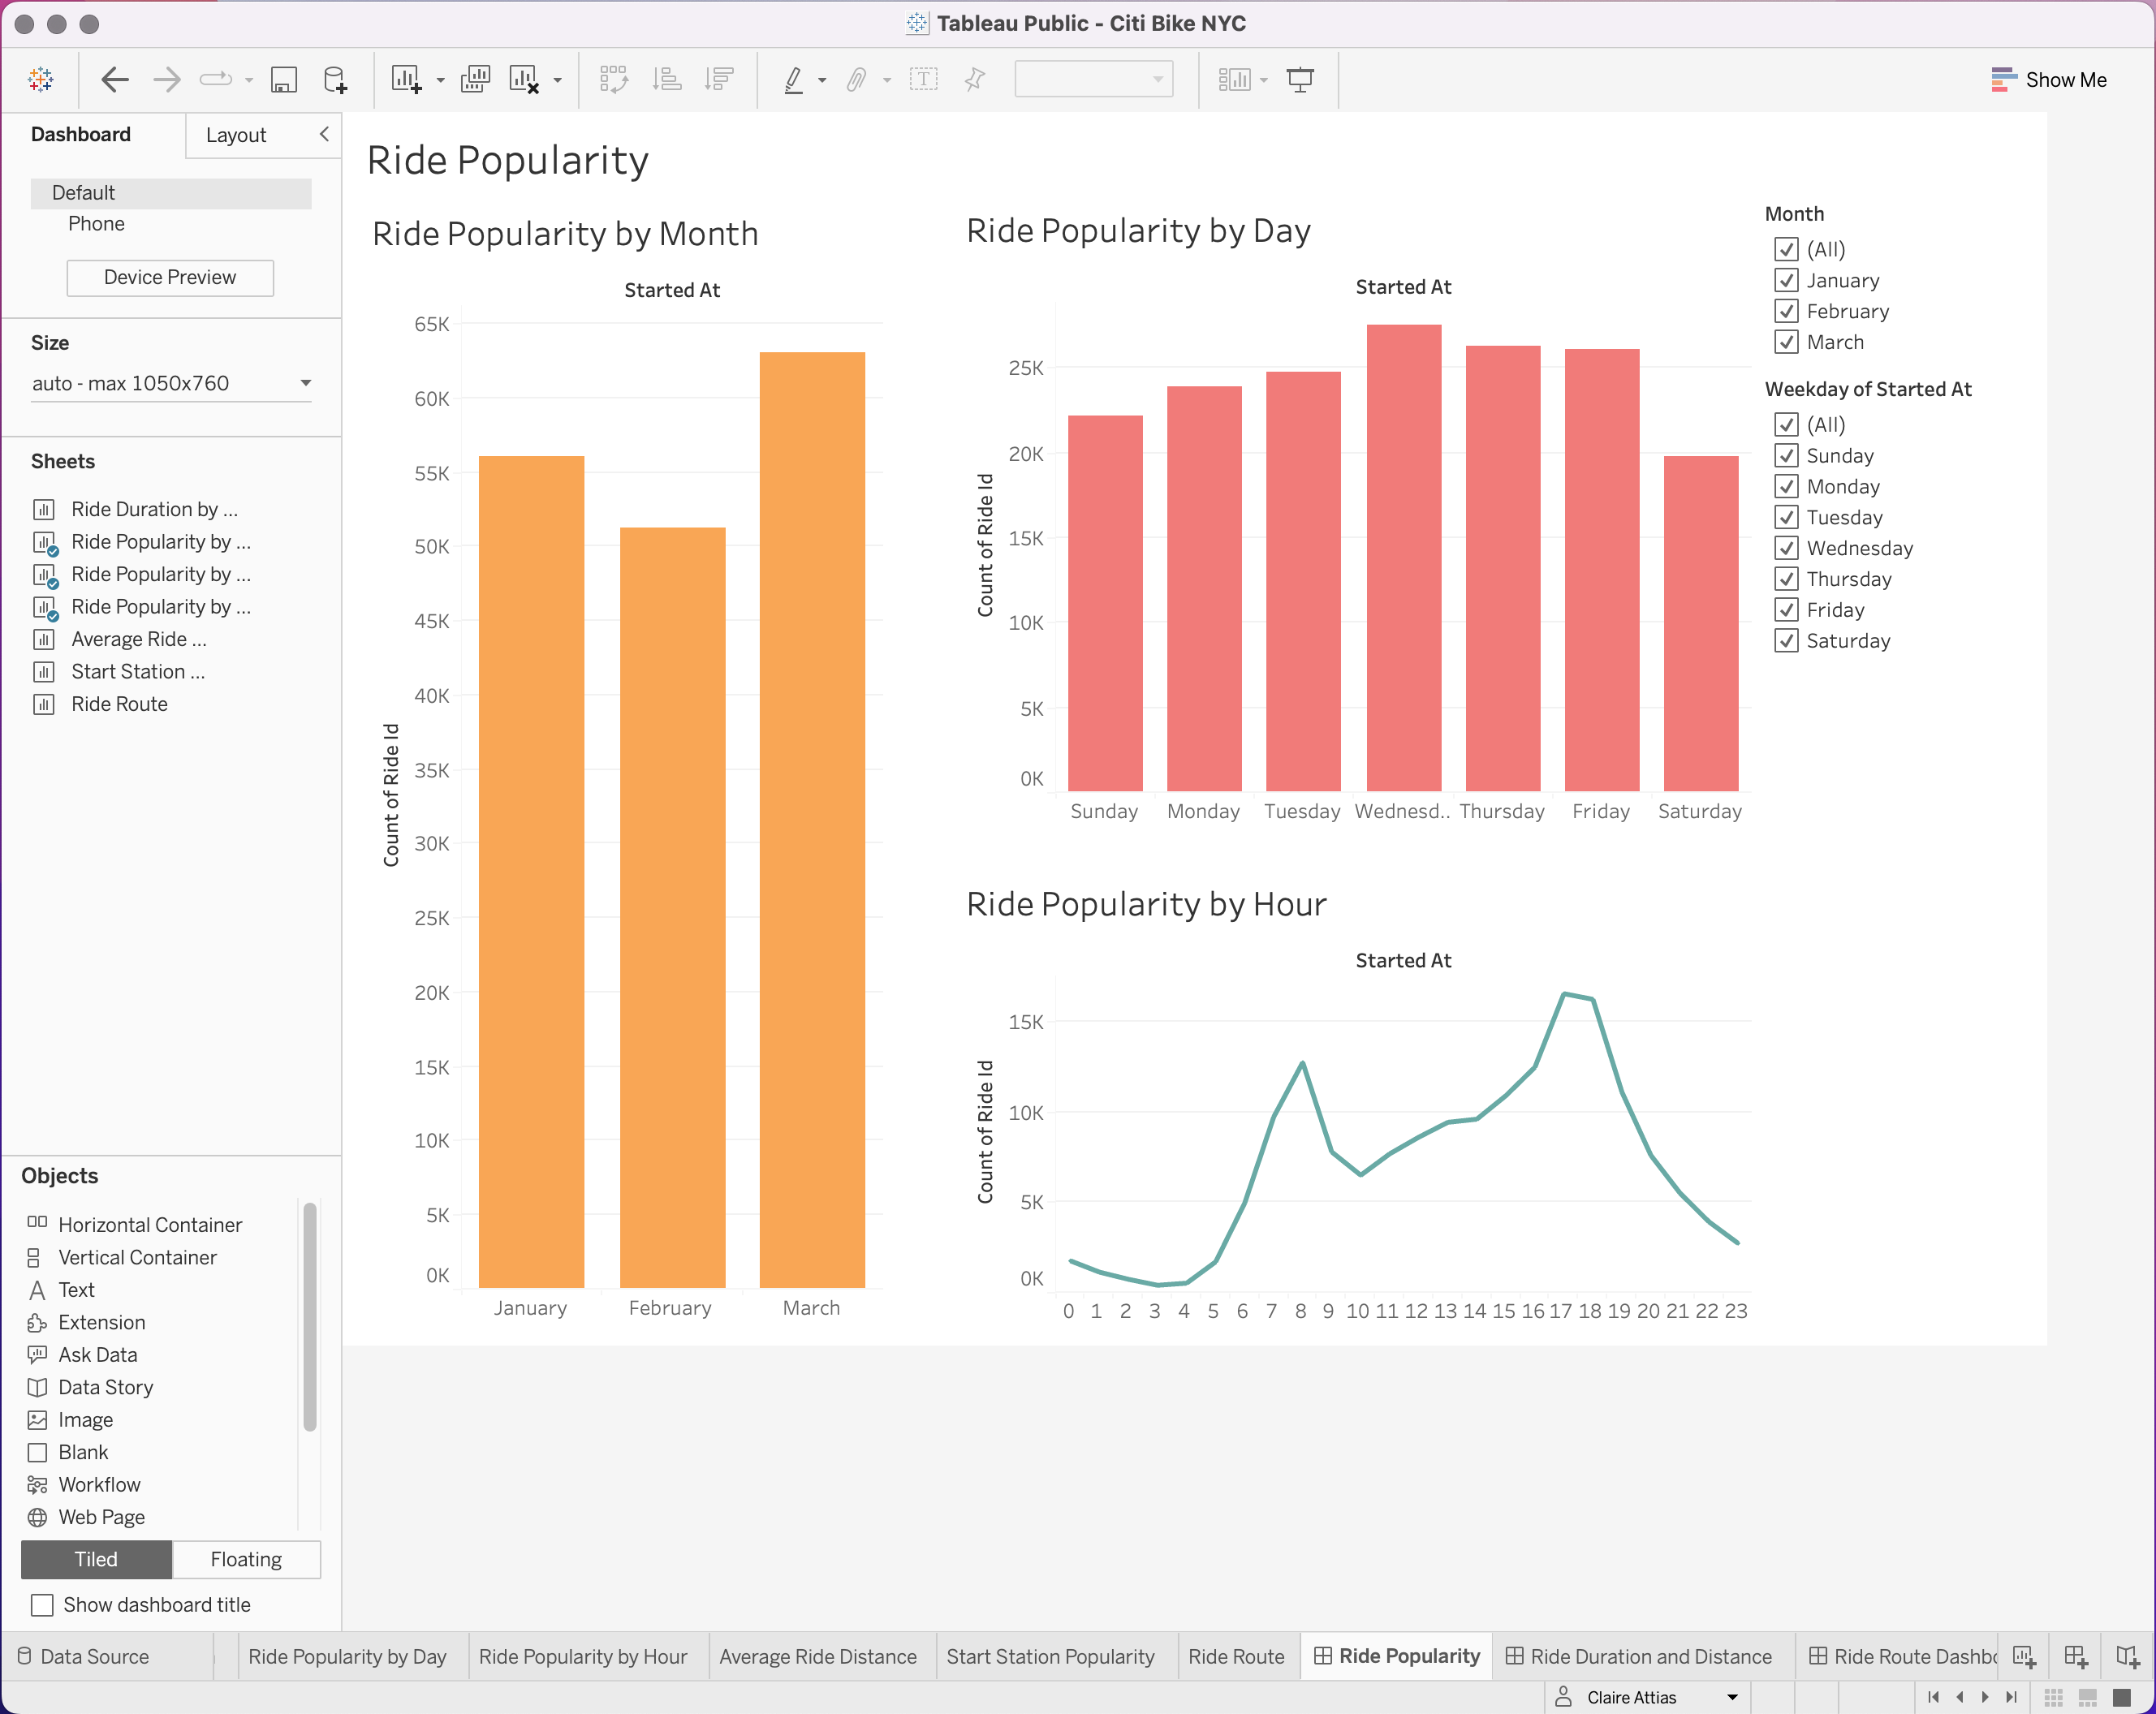 Tableau Public - Citi Bike NYC
Show Me
Dashboard
Layout
Default
Phone
Device Preview
Size
auto - max 1050x760
Sheets
Ride Duration by ...
Ride Popularity by ...
Ride Popularity by ...
Ride Popularity by ...
Average Ride ...
Start Station ...
Ride Route
Objects
Horizontal Container
Vertical Container
Text
Extension
Ask Data
Data Story
Image
Blank
Workflow
Web Page
Tiled
Floating
Show dashboard title
Ride Popularity
Ride Popularity by Month
Started At
Count of Ride Id
65K
60K
55K
50K
45K
40K
35K
30K
25K
20K
15K
10K
5K
0K
January February March
Ride Popularity by Day
Started At
Count of Ride Id
25K
20K
15K
10K
5K
0K
Sunday Monday Tuesday Wednesd.. Thursday Friday Saturday
Ride Popularity by Hour
Started At
Count of Ride Id
15K
10K
5K
0K
0 1 2 3 4 5 6 7 8 9 10 11 12 13 14 15 16 17 18 19 20 21 22 23
Month
(All)
January
February
March
Weekday of Started At
(All)
Sunday
Monday
Tuesday
Wednesday
Thursday
Friday
Saturday
Data Source
Ride Popularity by Day
Ride Popularity by Hour
Average Ride Distance
Start Station Popularity
Ride Route
Ride Popularity
Ride Duration and Distance
Ride Route Dashbo
Claire Attias